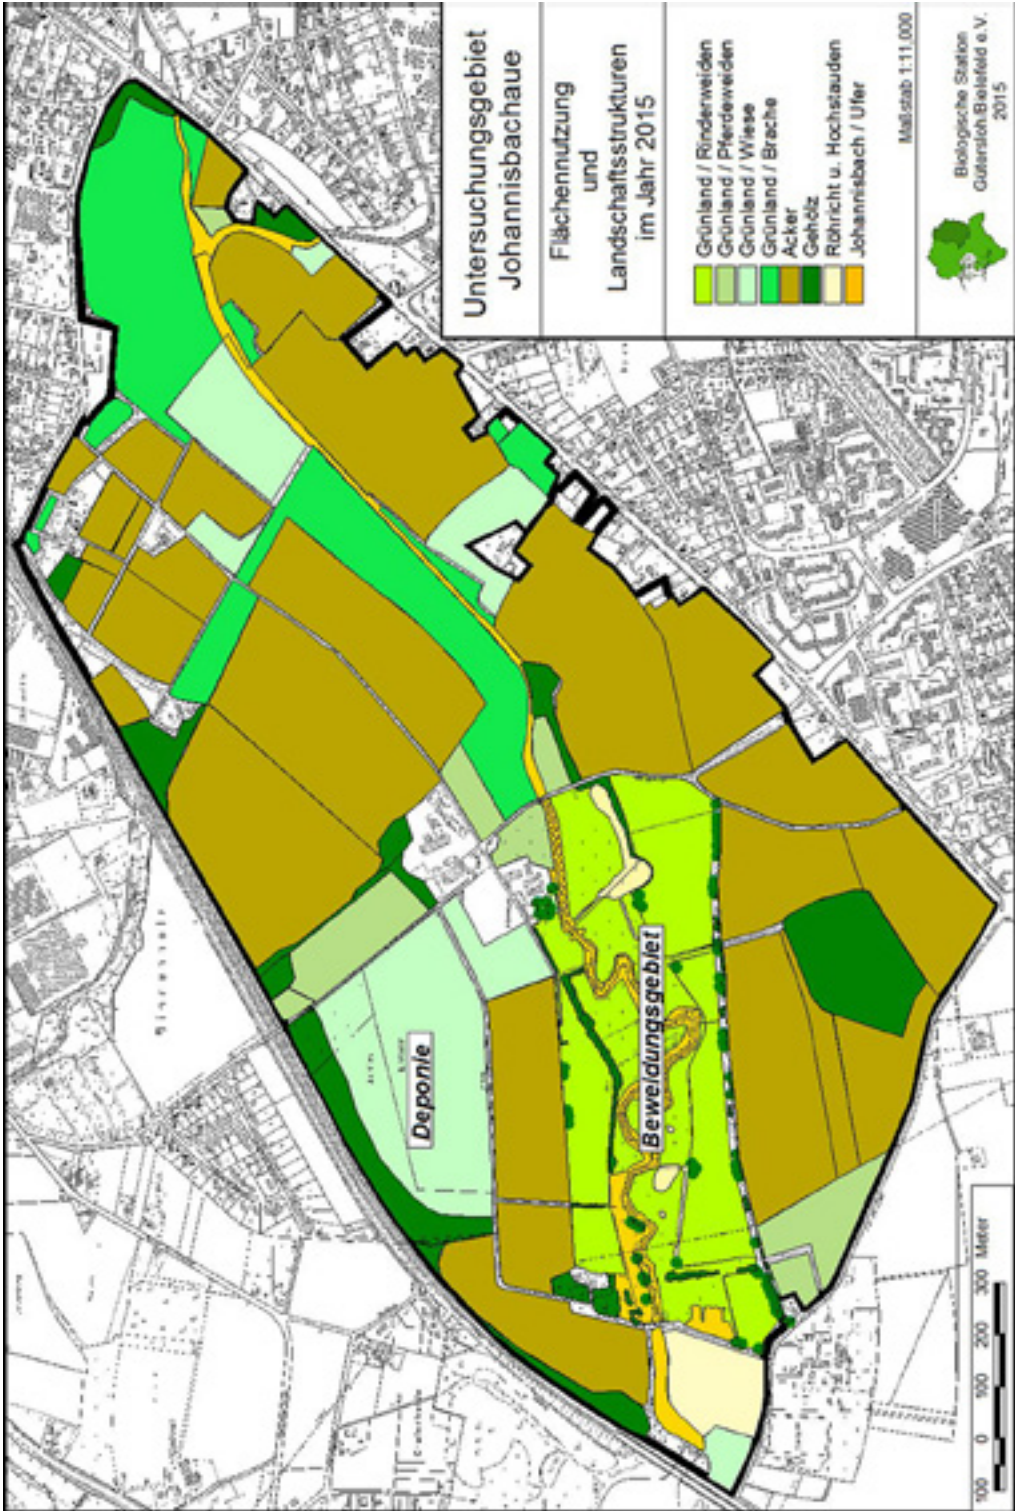 Untersuchungsgebiet
Johannisbachaue
Flächennutzung
und
Landschaftsstrukturen
im Jahr 2015
Grünland / Rinderweiden
Grünland / Pferdeweiden
Grünland / Wiese
Grünland / Brache
Acker
Gehölz
Röhricht u. Hochstauden
Johannisbach / Ufer
Maßstab 1:11.000
Biologische Station
Gütersloh/Bielefeld e.V.
2015
Deponie
Beweidungsgebiet
100 0 100 200 300 Meter